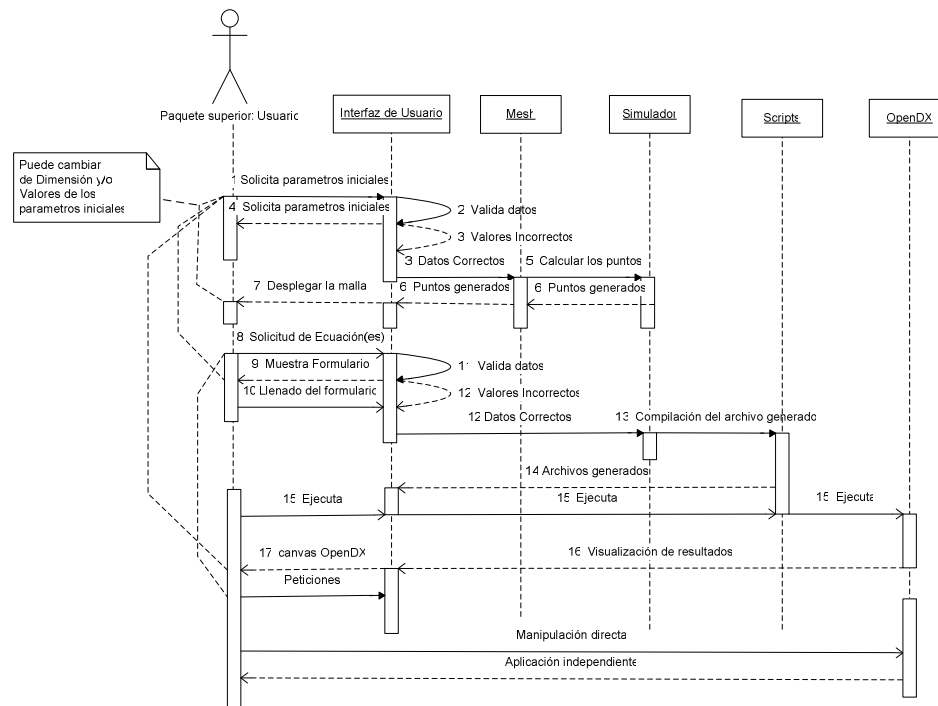 Paquete superior: Usuario
Interfaz de Usuario
Mesh
Simulador
Scripts
OpenDX
Puede cambiar
de Dimensión y/o
Valores de los
parametros iniciales
1 Solicita parametros iniciales
2 Valida datos
4 Solicita parametros iniciales
3 Valores Incorrectos
3 Datos Correctos
5 Calcular los puntos
7 Desplegar la malla
6 Puntos generados
6 Puntos generados
8 Solicitud de Ecuación(es)
9 Muestra Formulario
11 Valida datos
10 Llenado del formulario
12 Valores Incorrectos
12 Datos Correctos
13 Compilación del archivo generado
14 Archivos generados
15 Ejecuta
15 Ejecuta
15 Ejecuta
17 canvas OpenDX
16 Visualización de resultados
Peticiones
Manipulación directa
Aplicación independiente